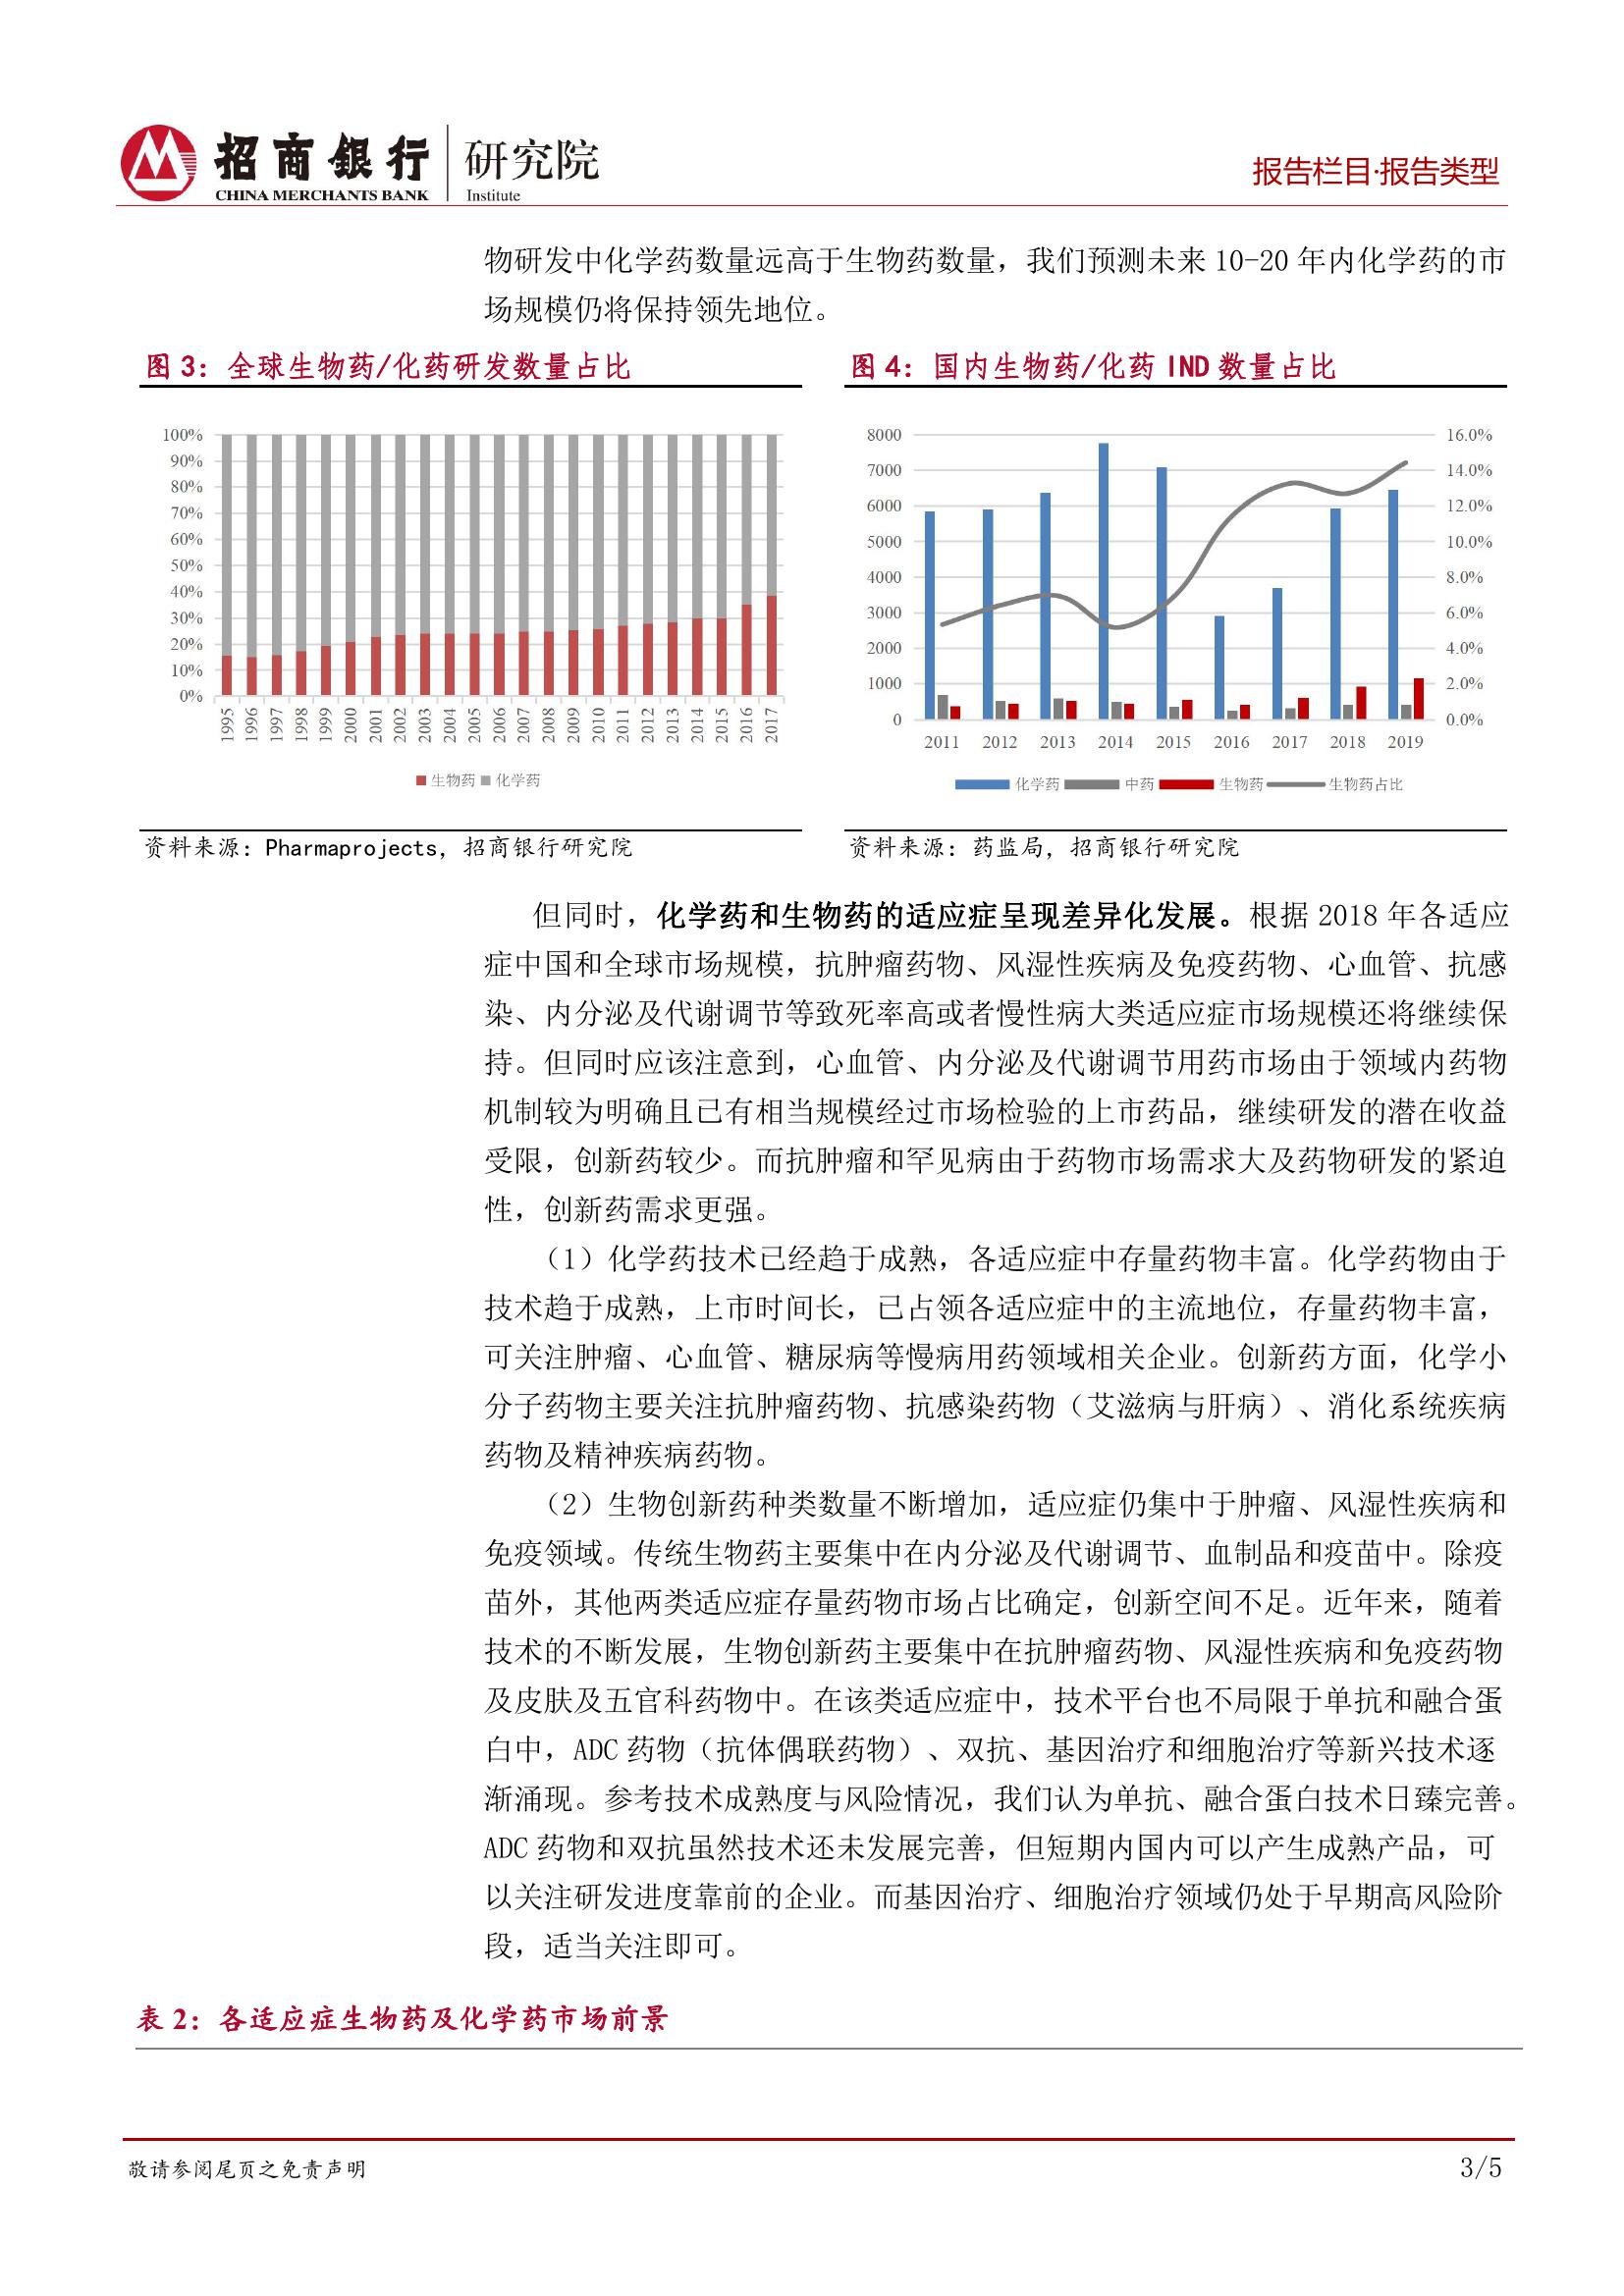 招商银行 研究院
CHINA MERCHANTS BANK Institute
报告栏目·报告类型
物研发中化学药数量远高于生物药数量，我们预测未来 10-20 年内化学药的市
场规模仍将保持领先地位。
图 3：全球生物药/化药研发数量占比
100%
90%
80%
70%
60%
50%
40%
30%
20%
10%
0%
1995 1996 1997 1998 1999 2000 2001 2002 2003 2004 2005 2006 2007 2008 2009 2010 2011 2012 2013 2014 2015 2016 2017
生物药 化学药
资料来源：Pharmaprojects，招商银行研究院
图 4：国内生物药/化药 IND 数量占比
8000 16.0%
7000 14.0%
6000 12.0%
5000 10.0%
4000 8.0%
3000 6.0%
2000 4.0%
1000 2.0%
0 0.0%
2011 2012 2013 2014 2015 2016 2017 2018 2019
化学药 中药 生物药 生物药占比
资料来源：药监局，招商银行研究院
但同时，化学药和生物药的适应症呈现差异化发展。根据 2018 年各适应
症中国和全球市场规模，抗肿瘤药物、风湿性疾病及免疫药物、心血管、抗感
染、内分泌及代谢调节等致死率高或者慢性病大类适应症市场规模还将继续保
持。但同时应该注意到，心血管、内分泌及代谢调节用药市场由于领域内药物
机制较为明确且已有相当规模经过市场检验的上市药品，继续研发的潜在收益
受限，创新药较少。而抗肿瘤和罕见病由于药物市场需求大及药物研发的紧迫
性，创新药需求更强。
（1）化学药技术已经趋于成熟，各适应症中存量药物丰富。化学药物由于
技术趋于成熟，上市时间长，已占领各适应症中的主流地位，存量药物丰富，
可关注肿瘤、心血管、糖尿病等慢病用药领域相关企业。创新药方面，化学小
分子药物主要关注抗肿瘤药物、抗感染药物（艾滋病与肝病）、消化系统疾病
药物及精神疾病药物。
（2）生物创新药种类数量不断增加，适应症仍集中于肿瘤、风湿性疾病和
免疫领域。传统生物药主要集中在内分泌及代谢调节、血制品和疫苗中。除疫
苗外，其他两类适应症存量药物市场占比确定，创新空间不足。近年来，随着
技术的不断发展，生物创新药主要集中在抗肿瘤药物、风湿性疾病和免疫药物
及皮肤及五官科药物中。在该类适应症中，技术平台也不局限于单抗和融合蛋
白中，ADC 药物（抗体偶联药物）、双抗、基因治疗和细胞治疗等新兴技术逐
渐涌现。参考技术成熟度与风险情况，我们认为单抗、融合蛋白技术日臻完善。
ADC 药物和双抗虽然技术还未发展完善，但短期内国内可以产生成熟产品，可
以关注研发进度靠前的企业。而基因治疗、细胞治疗领域仍处于早期高风险阶
段，适当关注即可。
表 2：各适应症生物药及化学药市场前景
敬请参阅尾页之免责声明
3/5